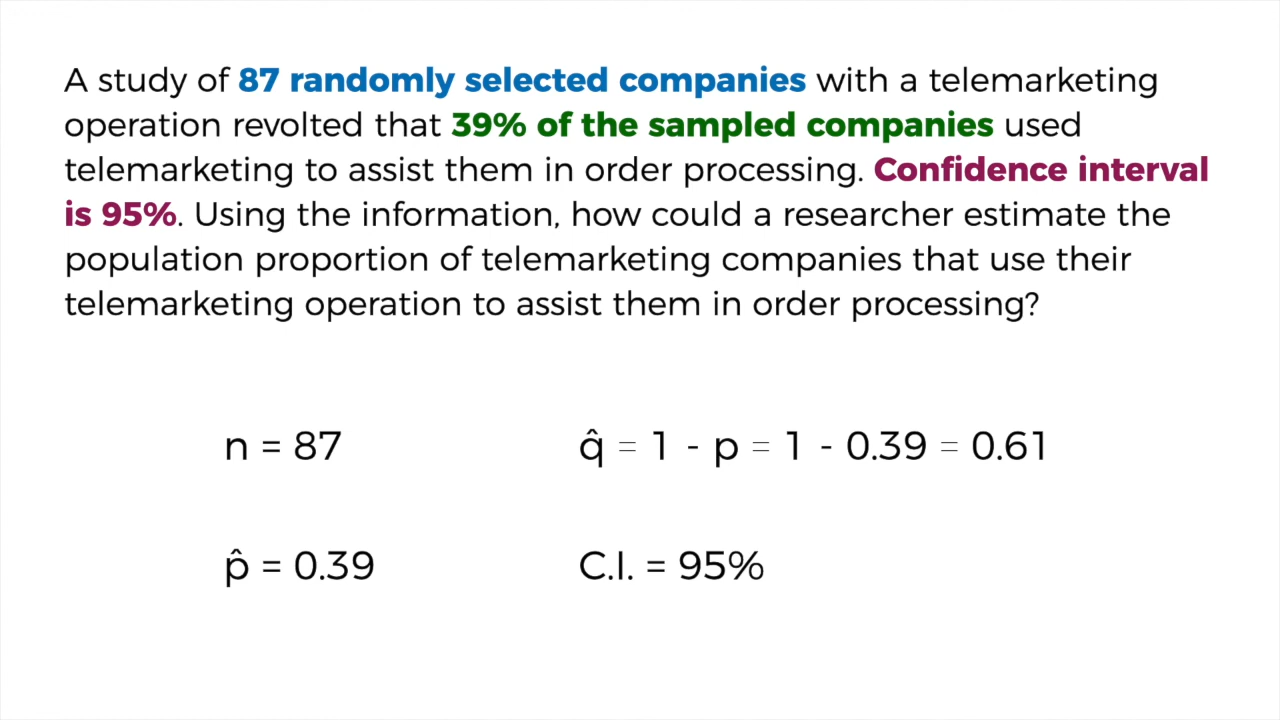 A study of 87 randomly selected companies with a telemarketing
operation revolted that 39% of the sampled companies used
telemarketing to assist them in order processing. Confidence interval
is 95%. Using the information, how could a researcher estimate the
population proportion of telemarketing companies that use their
telemarketing operation to assist them in order processing?
n = 87
q̂ = 1 - p = 1 - 0.39 = 0.61
p̂ = 0.39
C.I. = 95%